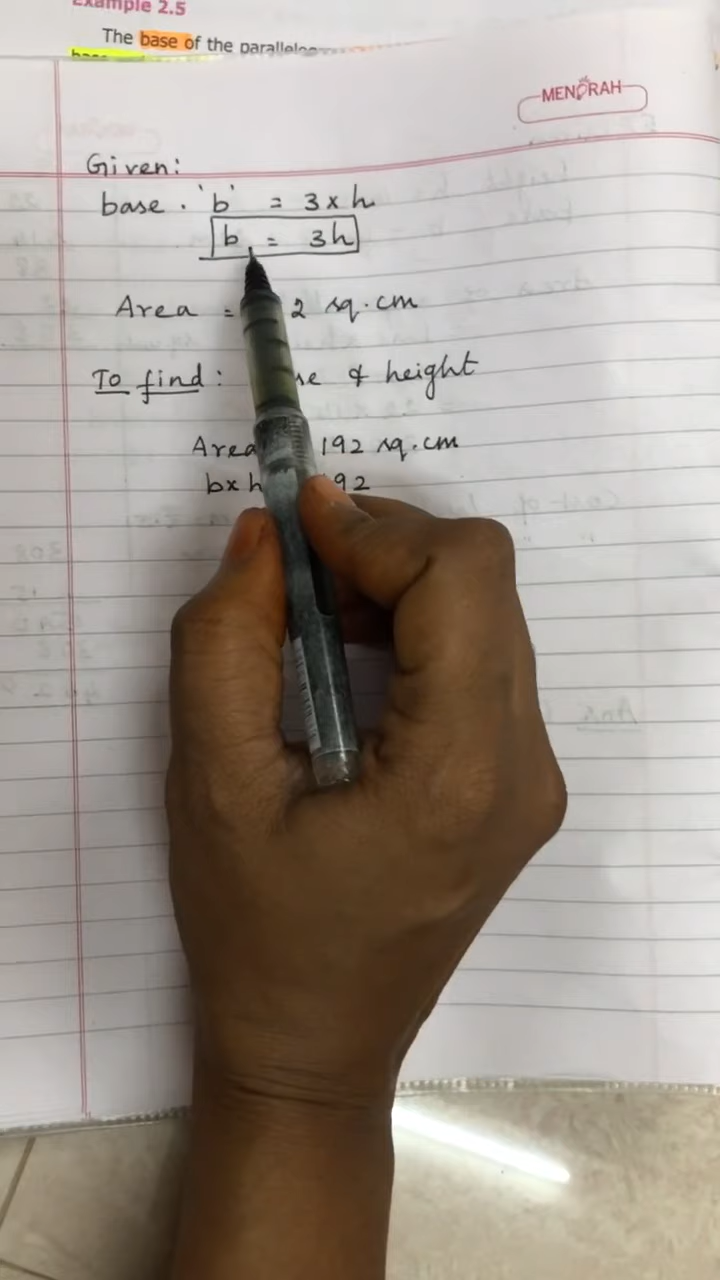 Example 2.5
The base of the
MENORAH
Given:
base . 'b' = 3 x h
b = 3h
Area = 2 sq.cm
To find : & height
Area 192 sq.cm
bxh 92